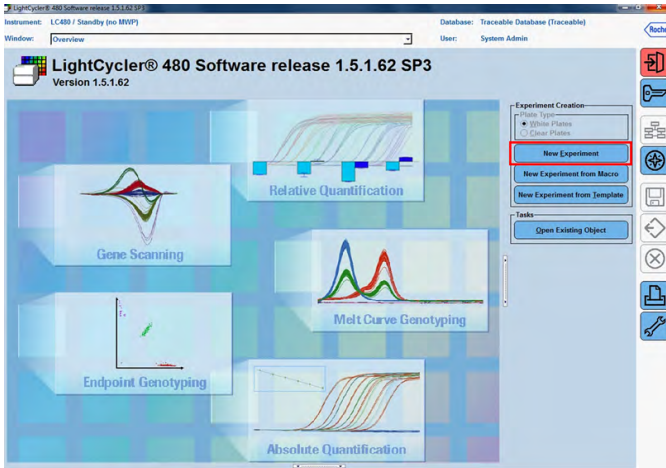 LightCycler® 480 Software release 1.5.1.62 SP3
Instrument: LC480 / Standby (no MWP)
Database: Traceable Database (Traceable)
Window: Overview
User: System Admin
Roche
LightCycler® 480 Software release 1.5.1.62 SP3
Version 1.5.1.62
Experiment Creation
Plate Type
White Plates
Clear Plates
New Experiment
New Experiment from Macro
New Experiment from Template
Tasks
Open Existing Object
Relative Quantification
Gene Scanning
Melt Curve Genotyping
Endpoint Genotyping
Absolute Quantification